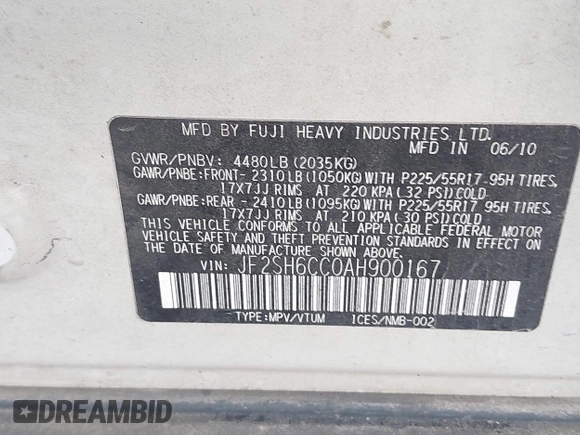 MFD BY FUJI HEAVY INDUSTRIES LTD.
MFD IN 06/10
GVWR/PNBV: 4480LB(2035KG)
GAWR/PNBE:FRONT- 2310LB(1050KG)WITH P225/55R17 95H TIRES,
17X7JJ RIMS AT 220 KPA(32 PSI)COLD
GAWR/PNBE:REAR - 2410LB(1095KG)WITH P225/55R17 95H TIRES,
17X7JJ RIMS AT 210 KPA(30 PSI)COLD
THIS VEHICLE CONFORMS TO ALL APPLICABLE FEDERAL MOTOR
VEHICLE SAFETY AND THEFT PREVENTION STANDARDS IN EFFECT ON
THE DATE OF MANUFACTURE SHOWN ABOVE.
VIN: JF2SH6CC0AH900167
TYPE:MPV/VTUM ICES/NMB-002
DREAMBID